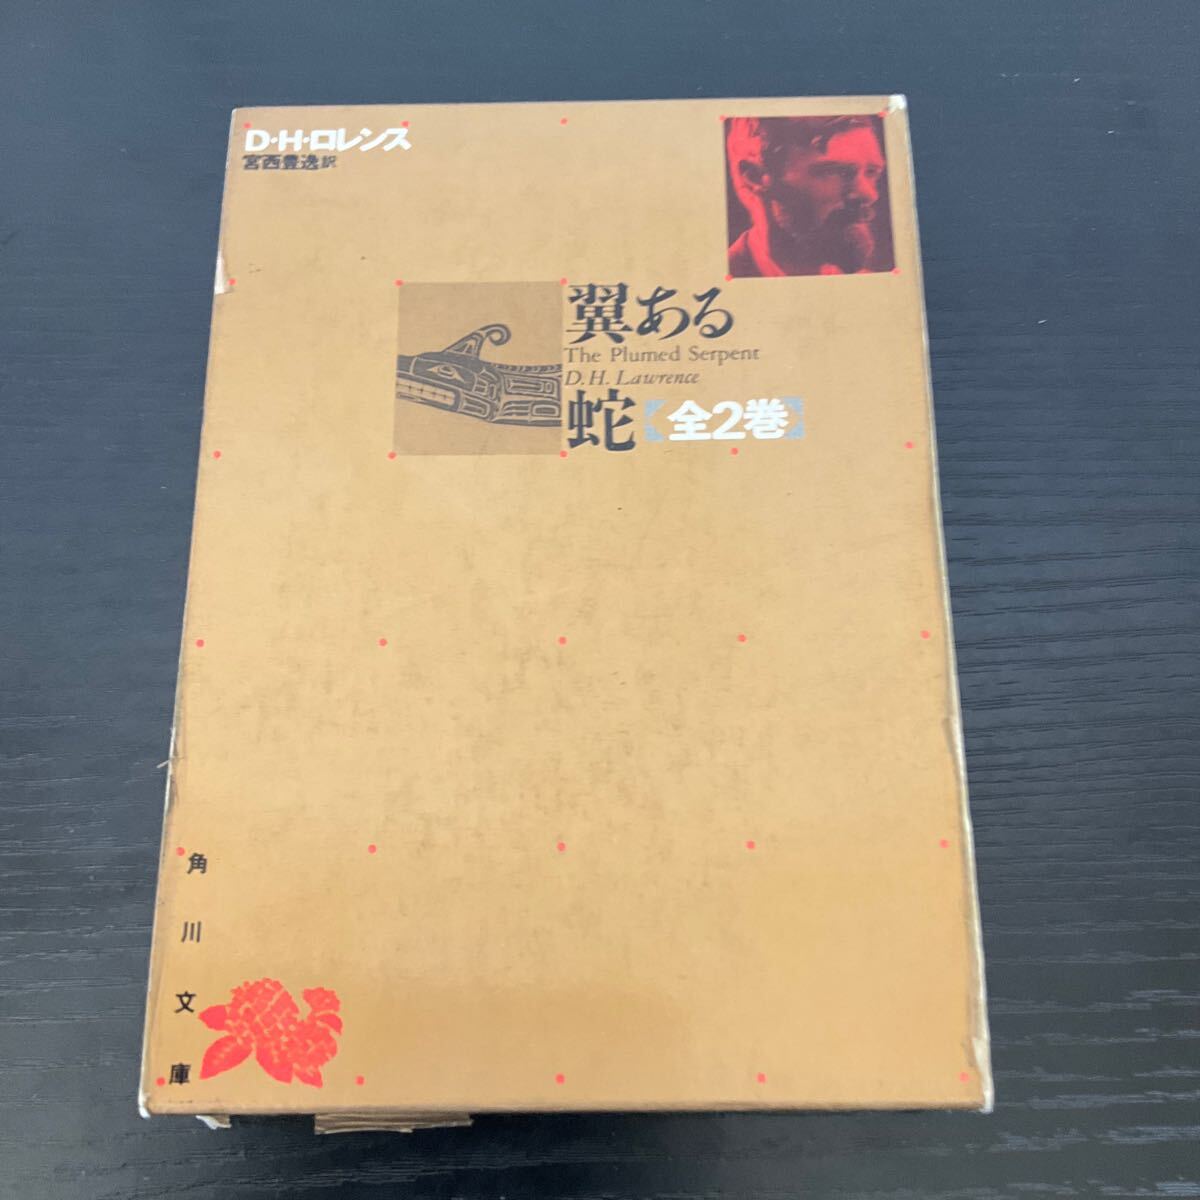 D・H・ロレンス
宮西豊逸訳
翼ある
The Plumed Serpent
D.H. Lawrence
蛇【全2巻】
角川文庫